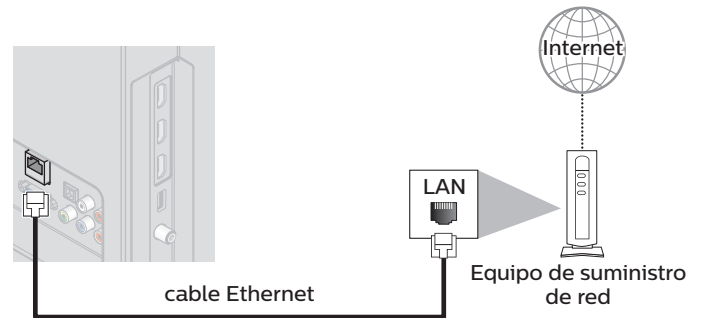 Internet
LAN
cable Ethernet
Equipo de suministro
de red